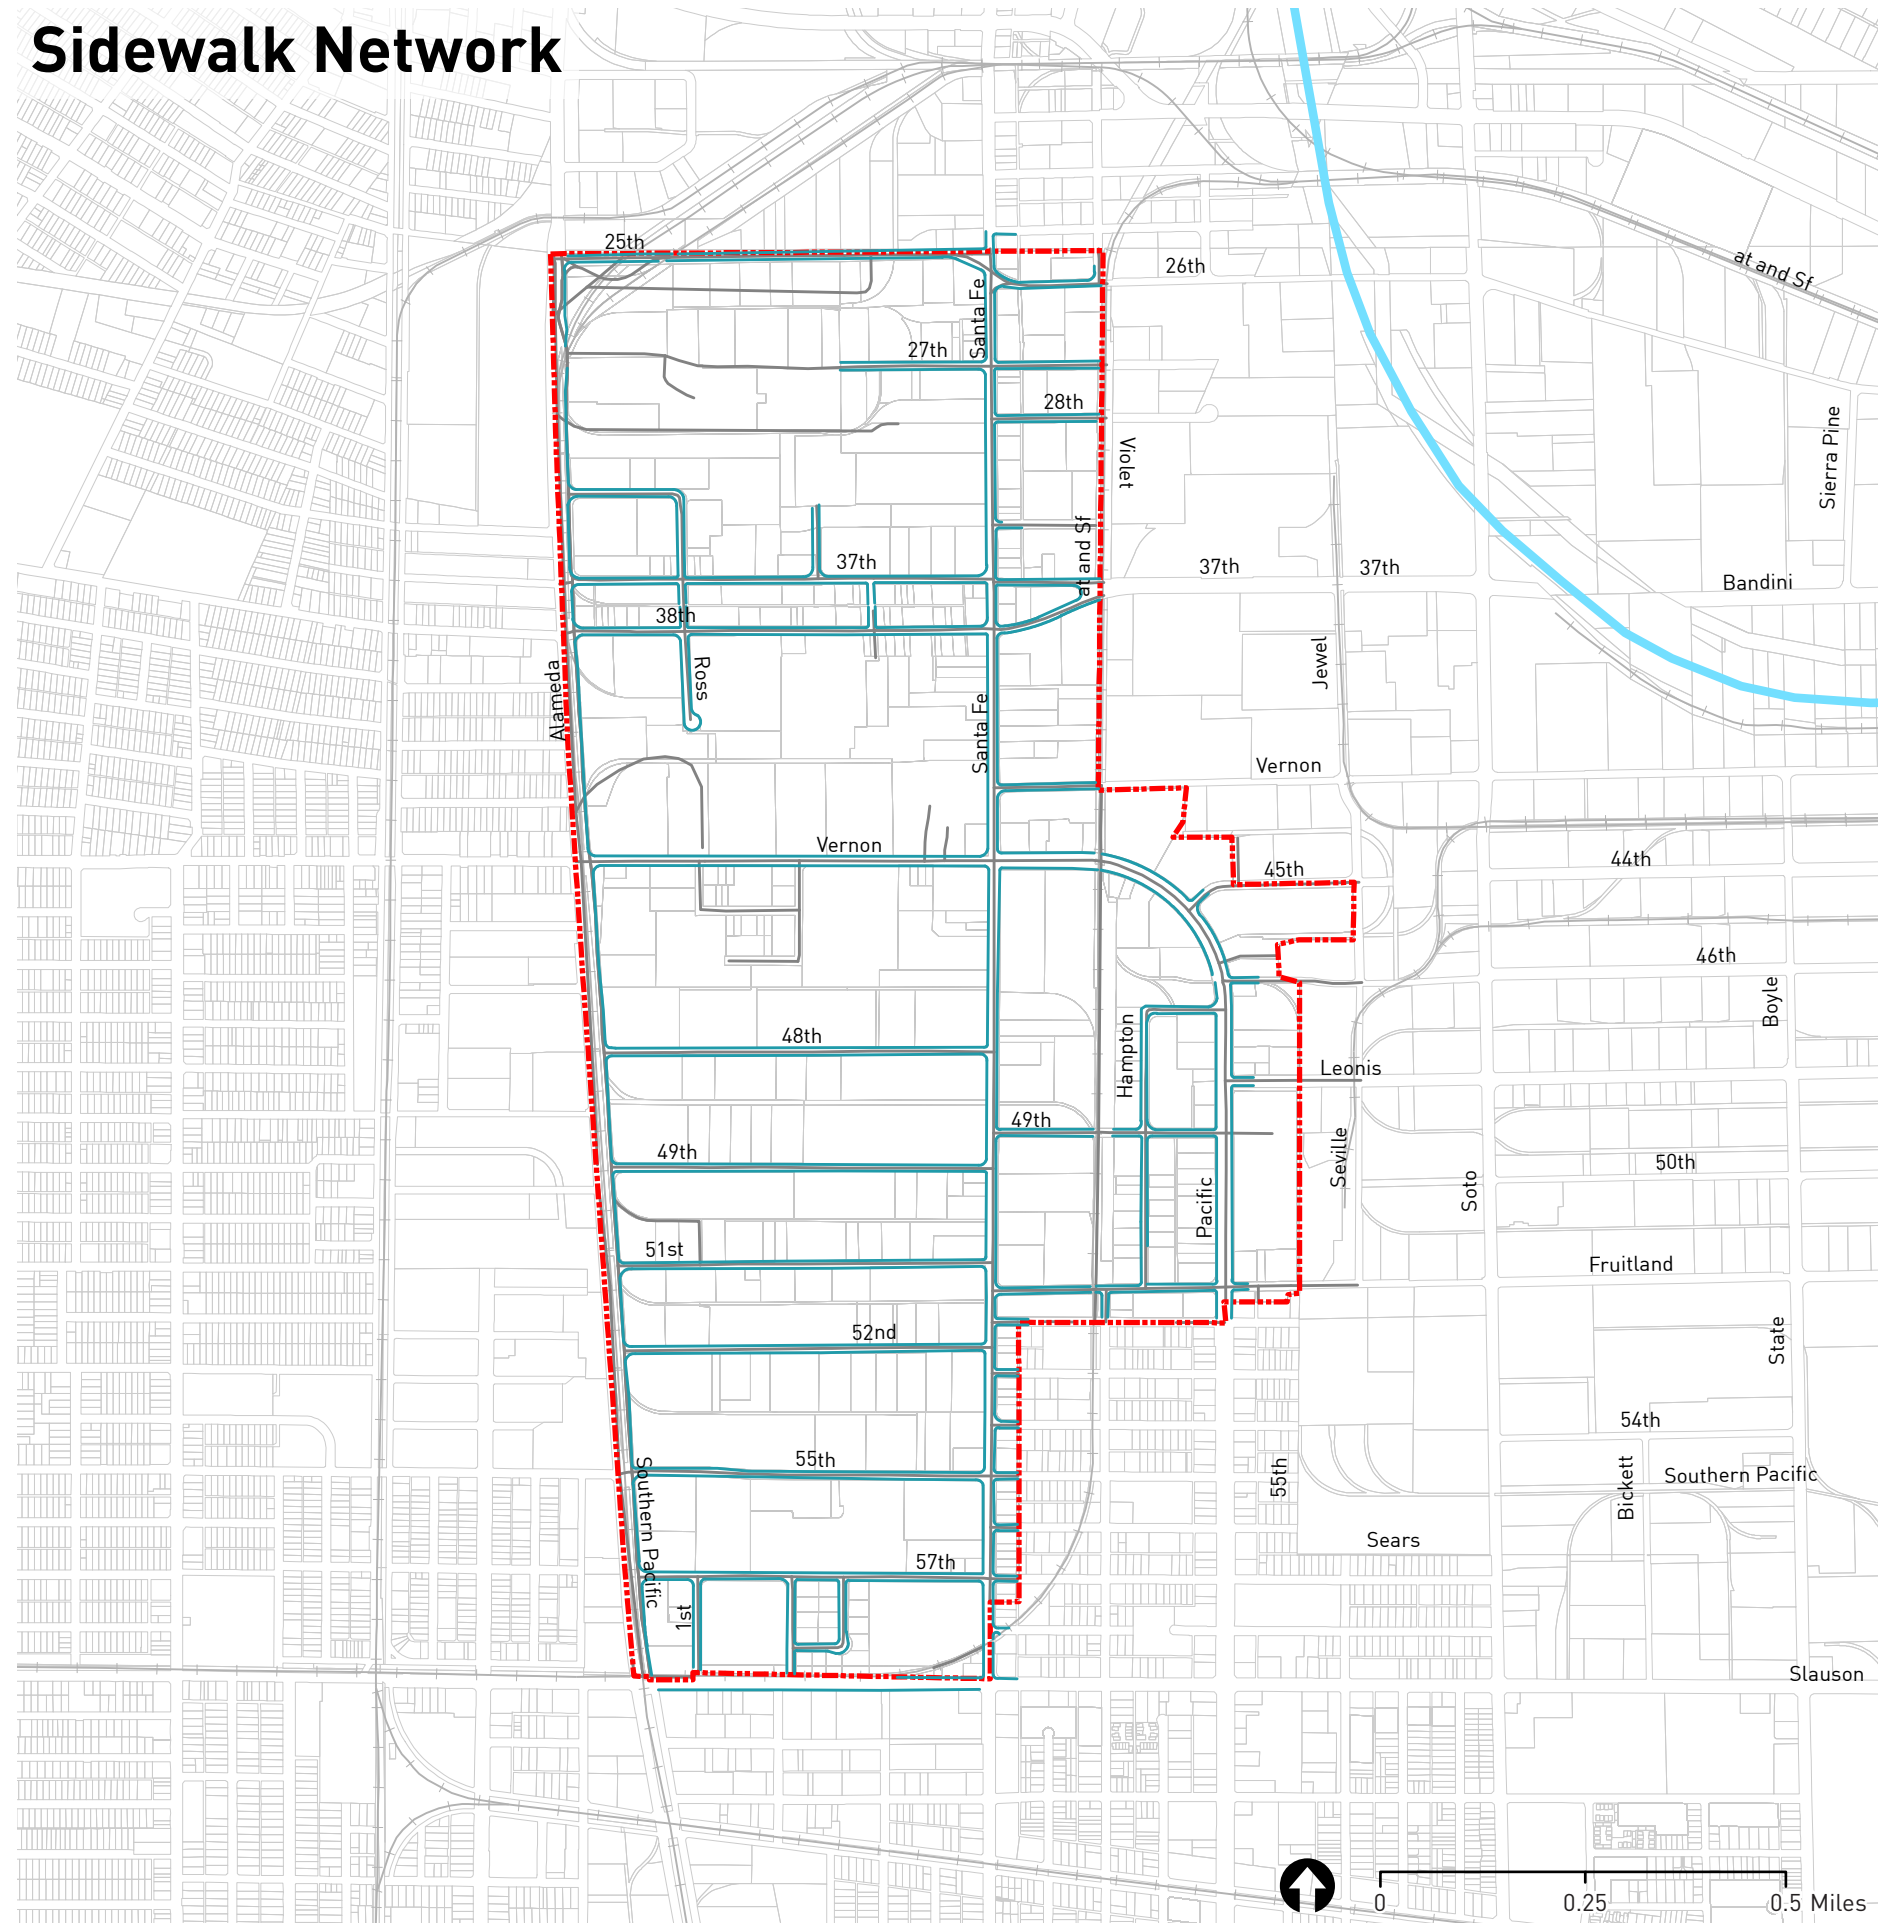 Sidewalk Network
25th
26th
at and Sf
Santa Fe
27th
28th
Violet
Sierra Pine
at and Sf
37th
37th
37th
Bandini
38th
Ross
Jewel
Alameda
Santa Fe
Vernon
Vernon
45th
44th
46th
Boyle
48th
Hampton
Leonis
49th
49th
Seville
50th
Soto
Pacific
51st
Fruitland
52nd
State
54th
55th
55th
Southern Pacific
Bickett
Southern Pacific
Sears
57th
1st
Slauson
0
0.25
0.5 Miles